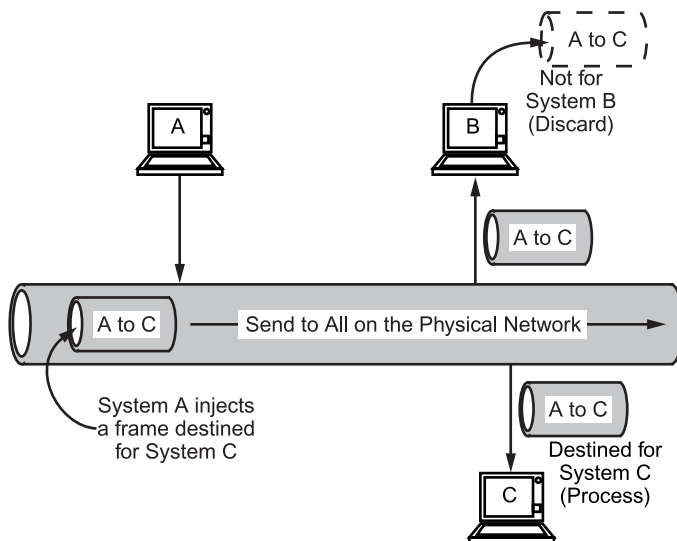 A to C
Not for
System B
(Discard)
A
B
A to C
A to C
Send to All on the Physical Network
System A injects
a frame destined
for System C
A to C
Destined for
System C
(Process)
C